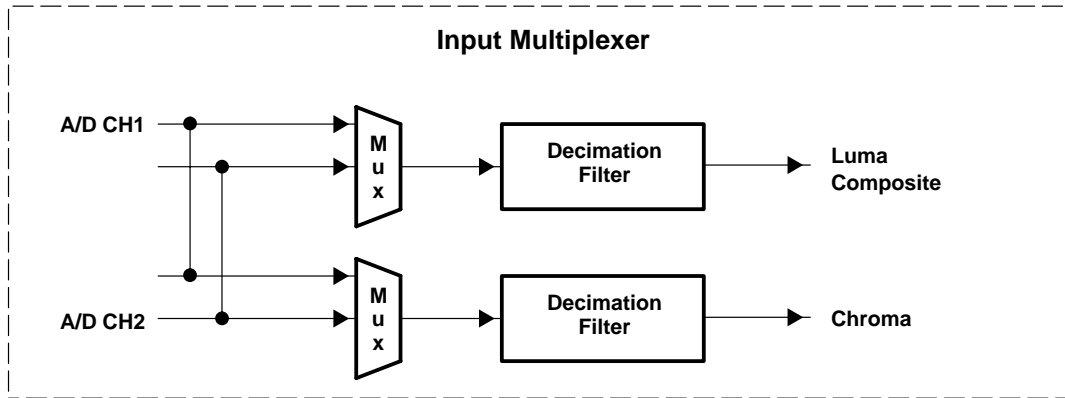 Input Multiplexer
A/D CH1
M
u
x
Decimation
Filter
Luma
Composite
A/D CH2
M
u
x
Decimation
Filter
Chroma